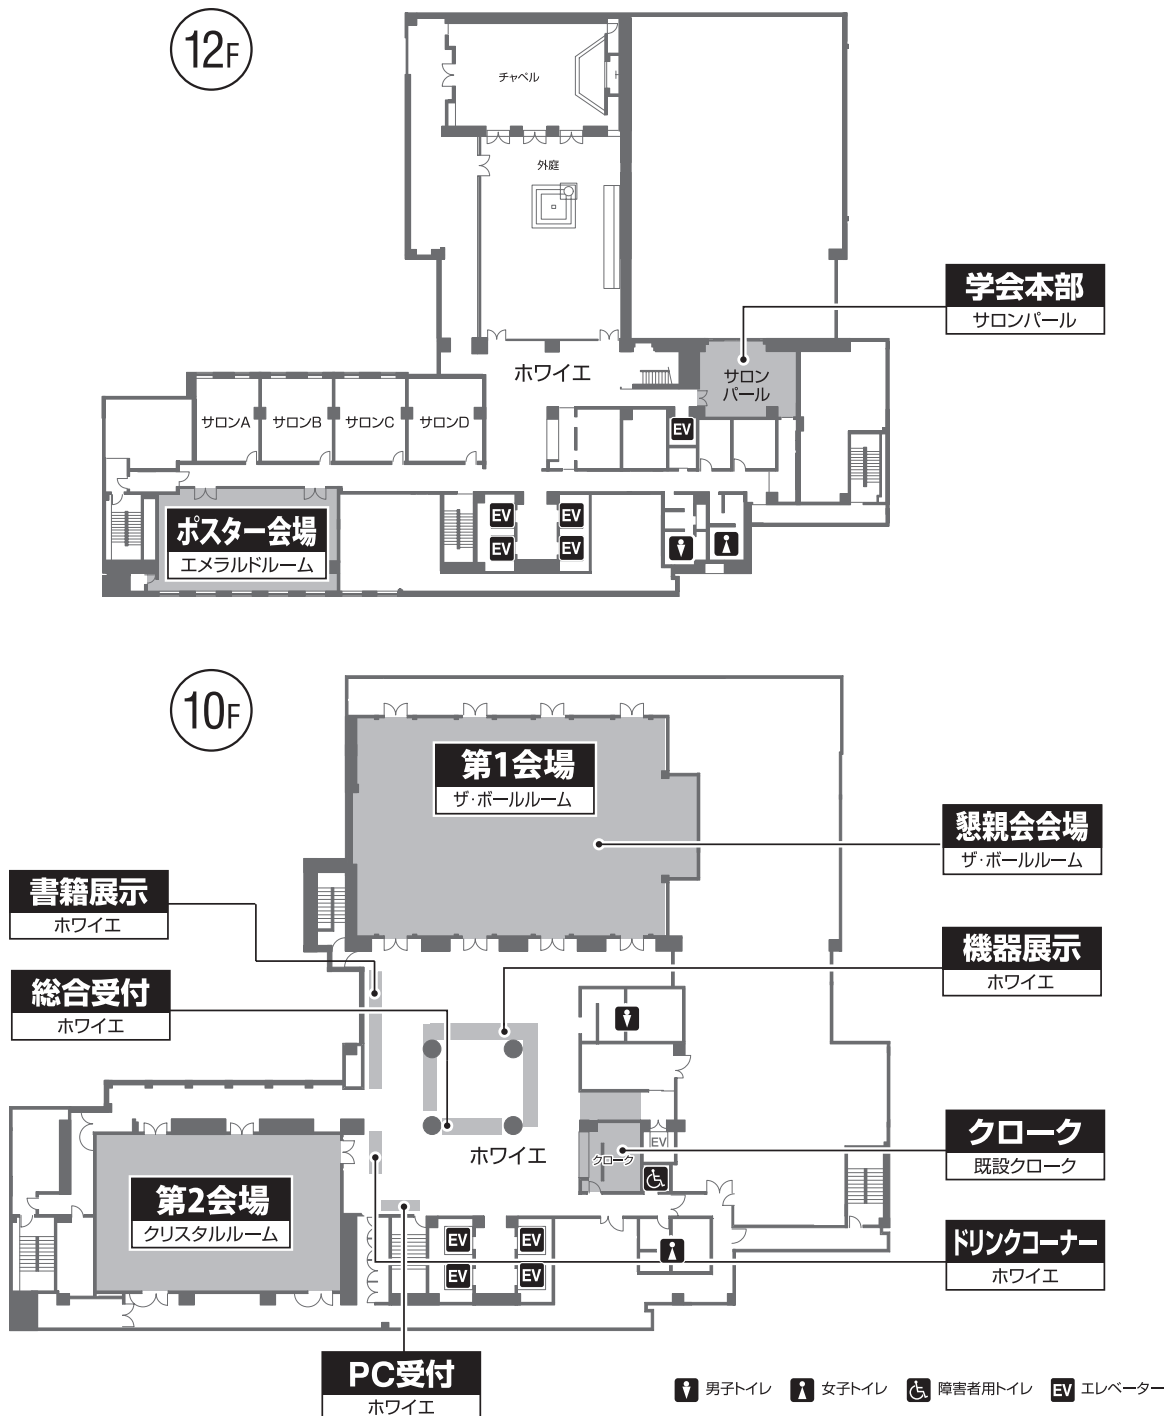 12F
チャペル
外庭
学会本部
サロンパール
ホワイエ
サロン
パール
サロンA
サロンB
サロンC
サロンD
EV
ポスター会場
エメラルドルーム
EV
EV
EV
EV
10F
第1会場
ザ・ボールルーム
懇親会会場
ザ・ボールルーム
書籍展示
ホワイエ
機器展示
ホワイエ
総合受付
ホワイエ
ホワイエ
EV
クローク
クローク
既設クローク
第2会場
クリスタルルーム
EV
EV
EV
EV
ドリンクコーナー
ホワイエ
PC受付
ホワイエ
男子トイレ
女子トイレ
障害者用トイレ
EV エレベーター